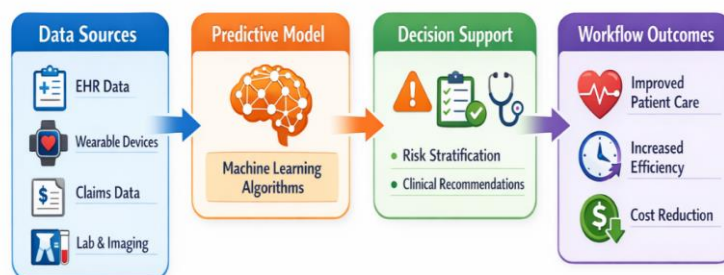 Data Sources
EHR Data
Wearable Devices
Claims Data
Lab & Imaging
Predictive Model
Machine Learning
Algorithms
Decision Support
• Risk Stratification
• Clinical Recommendations
Workflow Outcomes
Improved
Patient Care
Increased
Efficiency
Cost Reduction